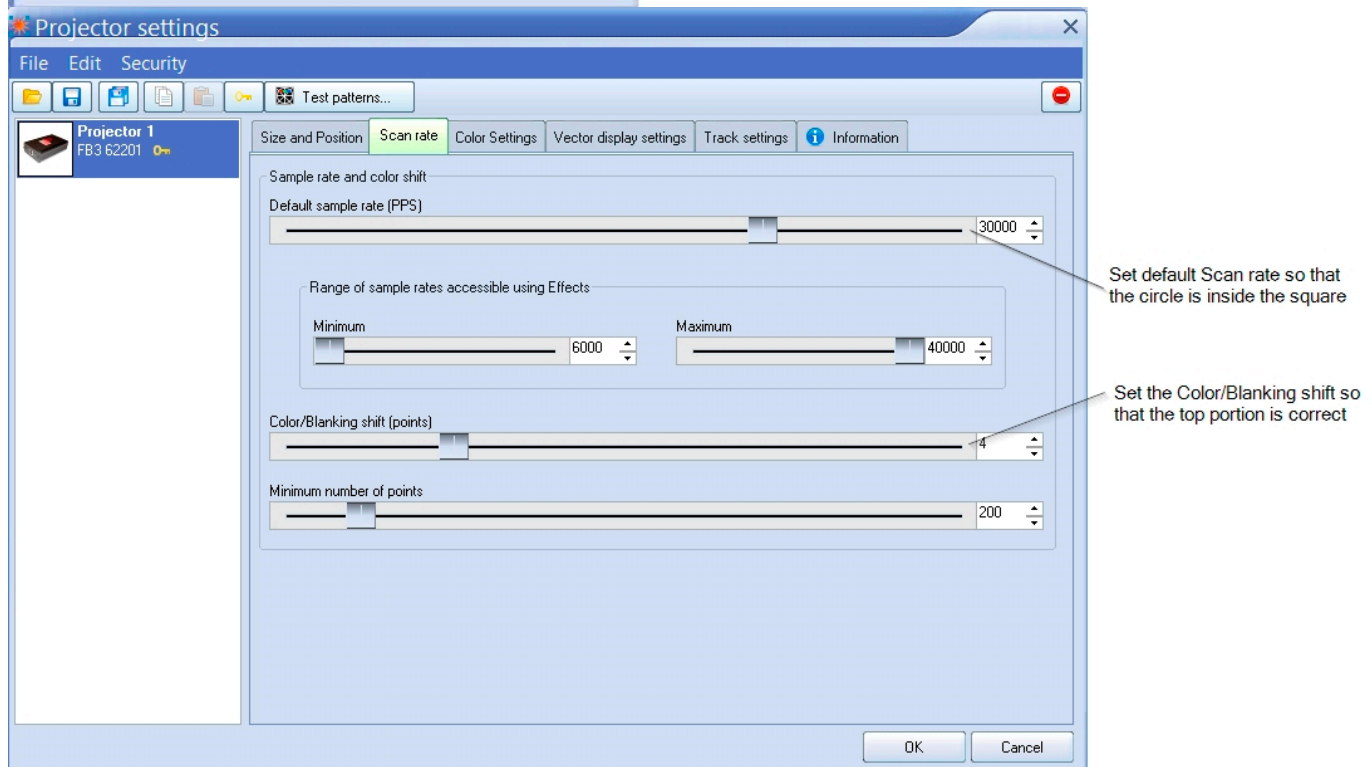 Projector settings
File Edit Security
Test patterns...
Projector 1
FB3 62201
Size and Position Scan rate Color Settings Vector display settings Track settings Information
Sample rate and color shift
Default sample rate (PPS)
30000
Set default Scan rate so that
the circle is inside the square
Range of sample rates accessible using Effects
Minimum Maximum
6000 40000
Set the Color/Blanking shift so
that the top portion is correct
Color/Blanking shift (points)
4
Minimum number of points
200
OK Cancel